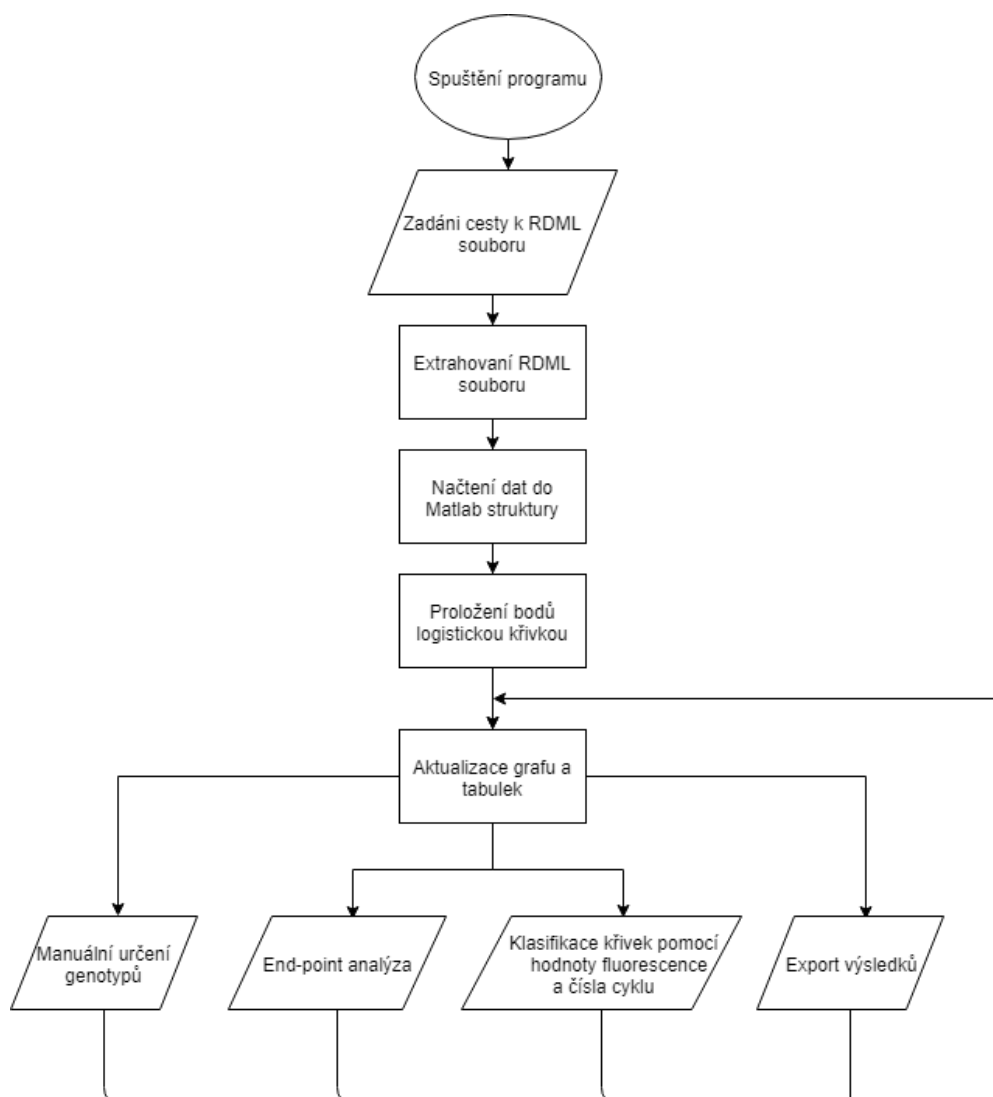 Spuštění programu
Zadáni cesty k RDML
souboru
Extrahovaní RDML
souboru
Načtení dat do
Matlab struktury
Proložení bodů
logistickou křivkou
Aktualizace grafu a
tabulek
Manuální určení
genotypů
End-point analýza
Klasifikace křivek pomocí
hodnoty fluorescence
a čísla cyklu
Export výsledků